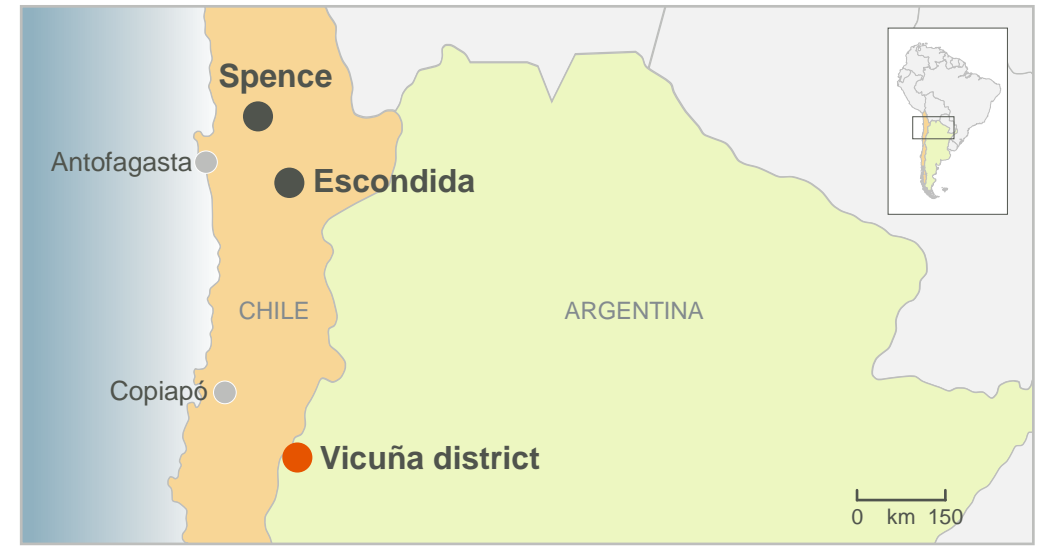 Spence
Antofagasta
Escondida
CHILE
ARGENTINA
Copiapó
Vicuña district
0 km 150